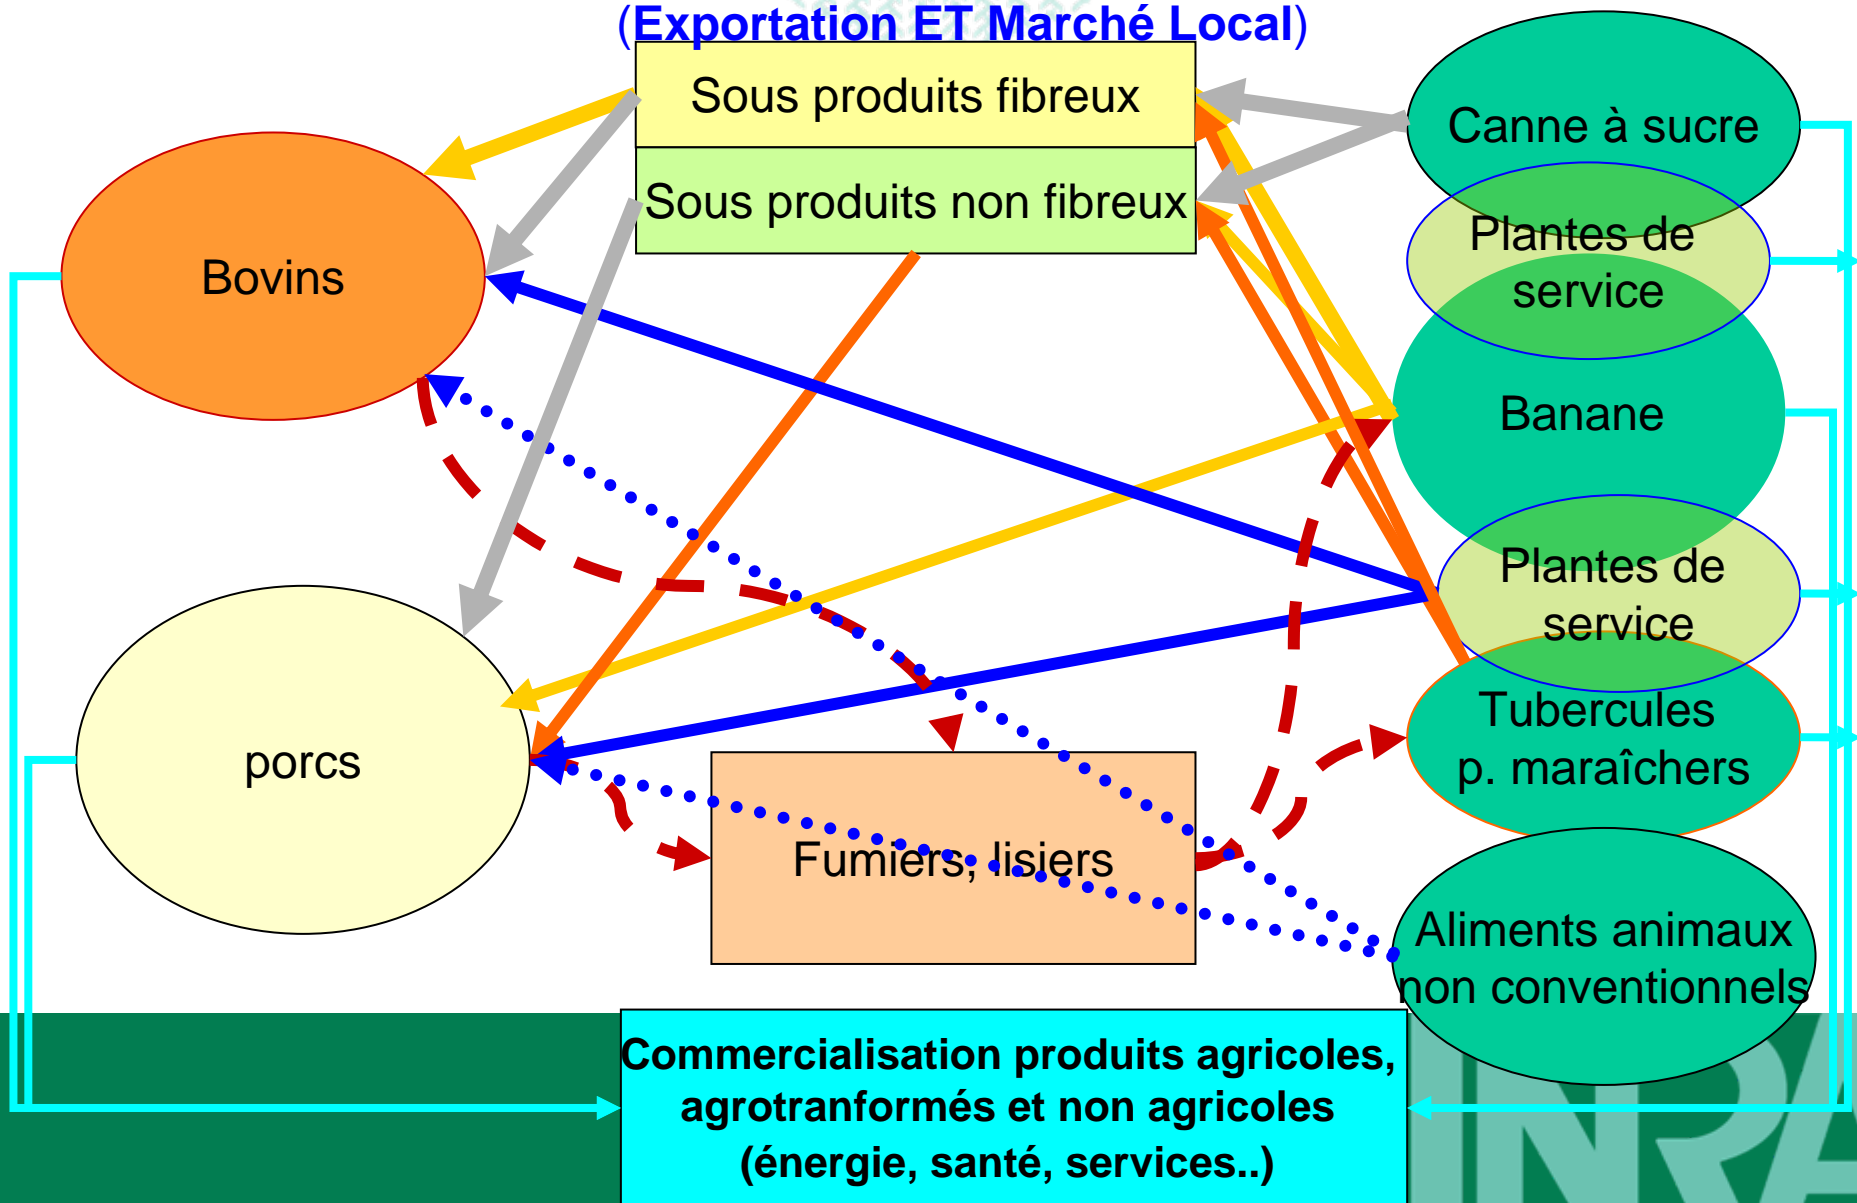 (Exportation ET Marché Local)
Sous produits fibreux
Sous produits non fibreux
Canne à sucre
Plantes de
service
Bovins
Banane
Plantes de
service
Tubercules
p. maraîchers
porcs
Fumiers, lisiers
Aliments animaux
non conventionnels
Commercialisation produits agricoles,
agrotranformés et non agricoles
(énergie, santé, services..)
INRA